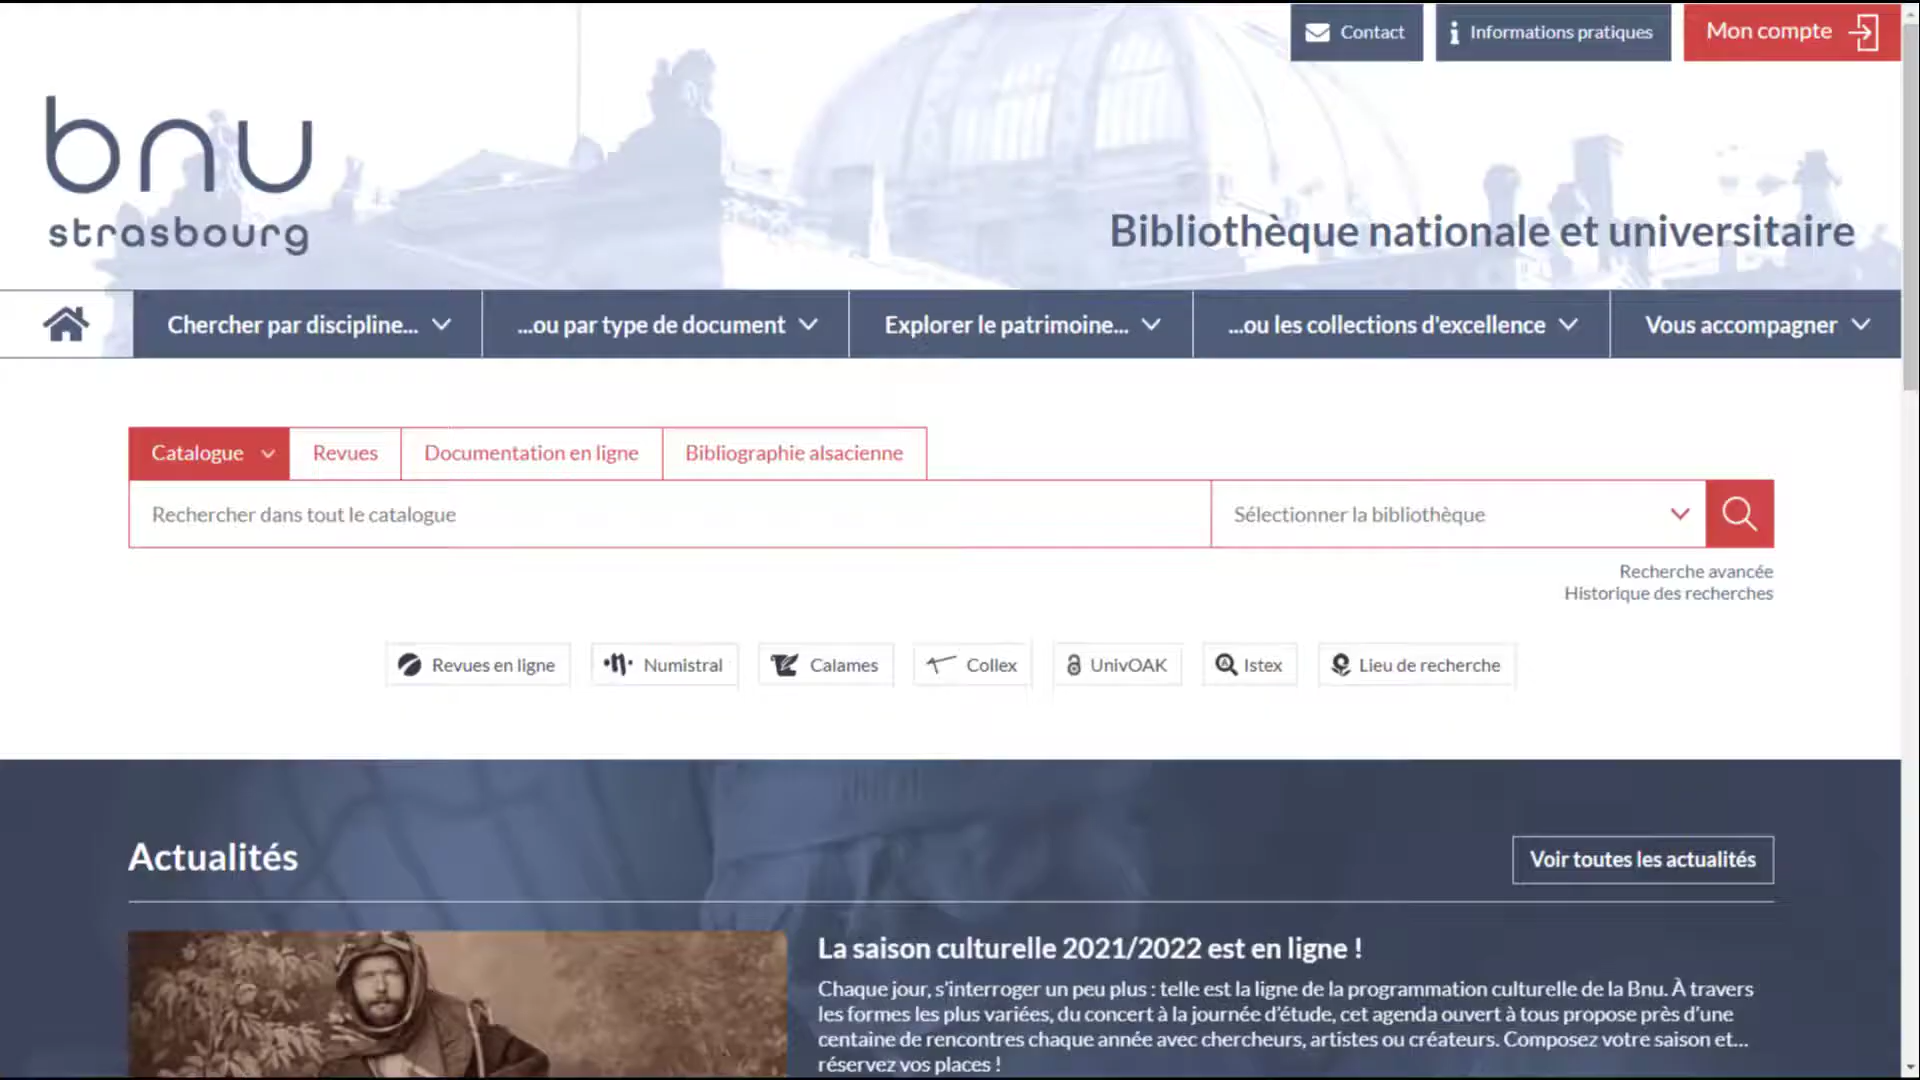 Contact
Informations pratiques
Mon compte
bnu
strasbourg
Bibliothèque nationale et universitaire
Chercher par discipline...
...ou par type de document
Explorer le patrimoine...
...ou les collections d'excellence
Vous accompagner
Catalogue
Revues
Documentation en ligne
Bibliographie alsacienne
Rechercher dans tout le catalogue
Sélectionner la bibliothèque
Recherche avancée
Historique des recherches
Revues en ligne
Numistral
Calames
Collex
UnivOAK
Istex
Lieu de recherche
Actualités
Voir toutes les actualités
La saison culturelle 2021/2022 est en ligne !
Chaque jour, s'interroger un peu plus : telle est la ligne de la programmation culturelle de la Bnu. À travers
les formes les plus variées, du concert à la journée d'étude, cet agenda ouvert à tous propose près d'une
centaine de rencontres chaque année avec chercheurs, artistes ou créateurs. Composez votre saison et...
réservez vos places !